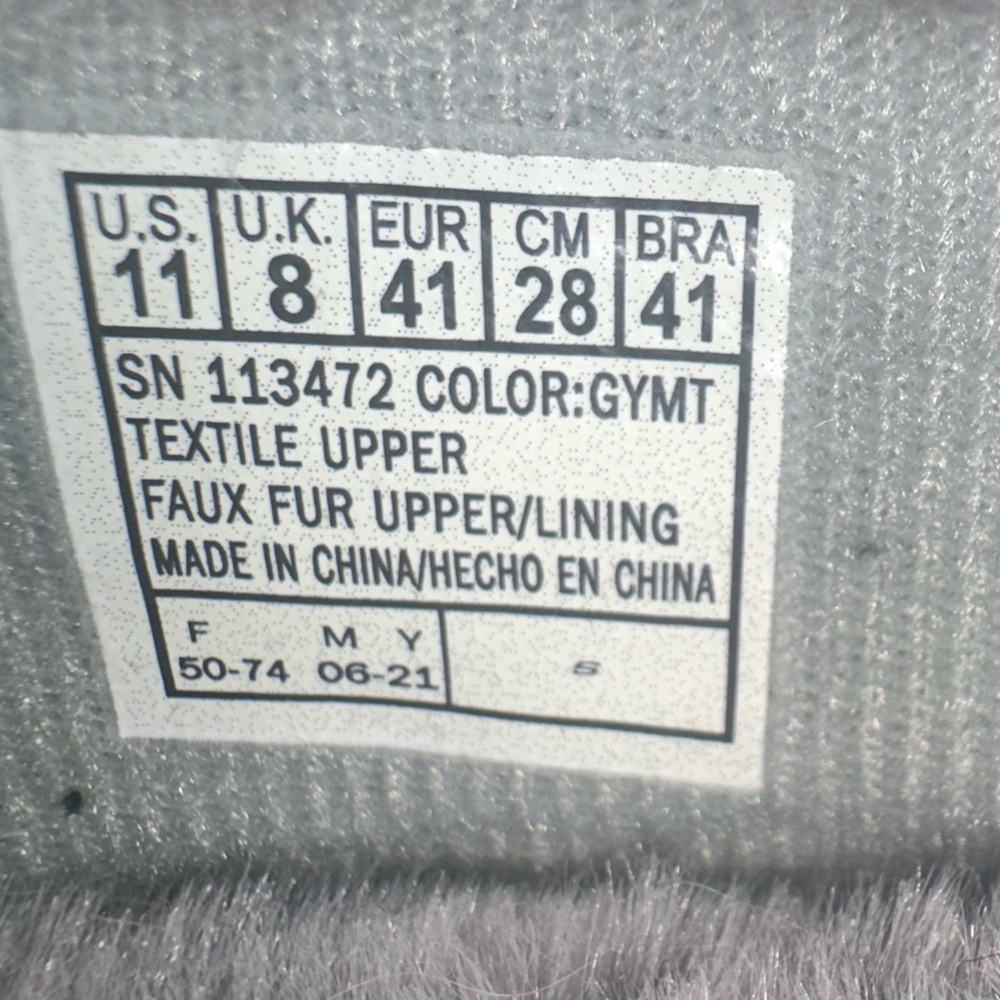 U.S. U.K. EUR CM BRA
11 8 41 28 41
SN 113472 COLOR:GYMT
TEXTILE UPPER
FAUX FUR UPPER/LINING
MADE IN CHINA/HECHO EN CHINA
F M Y
50-74 06-21